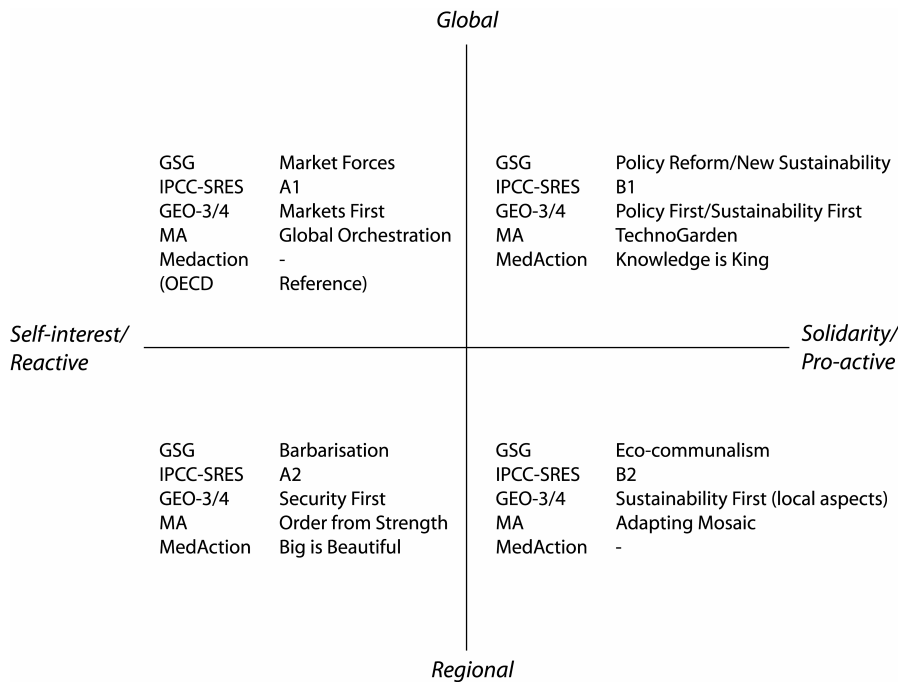 Global
GSG Market Forces
IPCC-SRES A1
GEO-3/4 Markets First
MA Global Orchestration
Medaction -
(OECD Reference)
GSG Policy Reform/New Sustainability
IPCC-SRES B1
GEO-3/4 Policy First/Sustainability First
MA TechnoGarden
MedAction Knowledge is King
Self-interest/
Reactive
Solidarity/
Pro-active
GSG Barbarisation
IPCC-SRES A2
GEO-3/4 Security First
MA Order from Strength
MedAction Big is Beautiful
GSG Eco-communalism
IPCC-SRES B2
GEO-3/4 Sustainability First (local aspects)
MA Adapting Mosaic
MedAction -
Regional